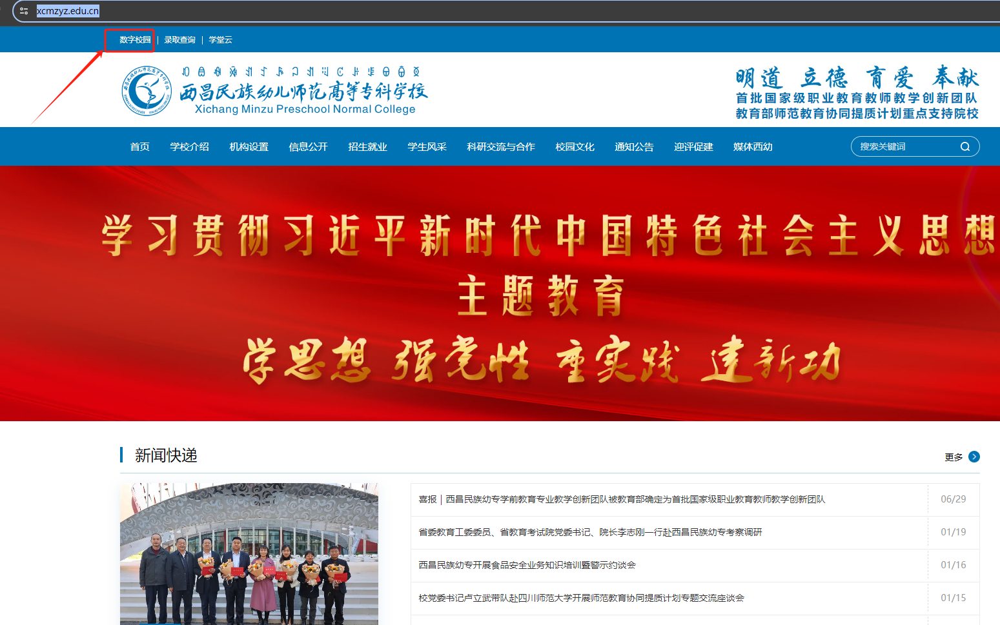 xcmzyz.edu.cn
数字校园 | 录取查询 | 学堂云
西昌民族幼儿师范高等专科学校
Xichang Minzu Preschool Normal College
明道 立德 育爱 奉献
首批国家级职业教育教师教学创新团队
教育部师范教育协同提质计划重点支持院校
首页 学校介绍 机构设置 信息公开 招生就业 学生风采 科研交流与合作 校园文化 通知公告 迎评促建 媒体西幼 搜索关键词
学习贯彻习近平新时代中国特色社会主义思想
主题教育
学思想 强党性 重实践 建新功
新闻快递
更多
喜报 | 西昌民族幼专学前教育专业教学创新团队被教育部确定为首批国家级职业教育教师教学创新团队 06/29
省委教育工委委员、省教育考试院党委书记、院长李志刚一行赴西昌民族幼专考察调研 01/19
西昌民族幼专开展食品安全业务知识培训暨警示约谈会 01/16
校党委书记卢立武带队赴四川师范大学开展师范教育协同提质计划专题交流座谈会 01/15